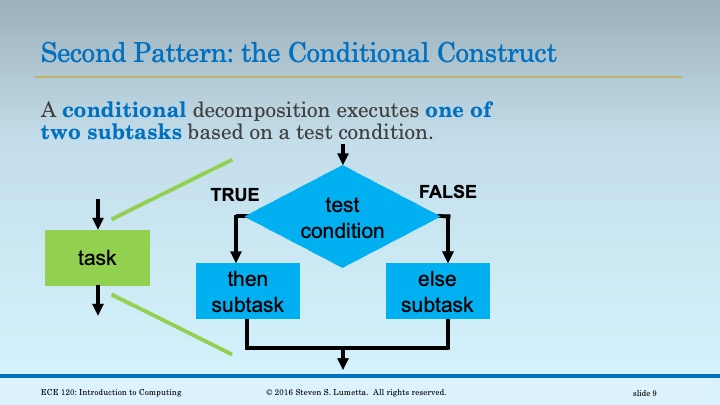 Second Pattern: the Conditional Construct
A conditional decomposition executes one of
two subtasks based on a test condition.
TRUE
FALSE
test
condition
task
then
subtask
else
subtask
ECE 120: Introduction to Computing
© 2016 Steven S. Lumetta. All rights reserved.
slide 9